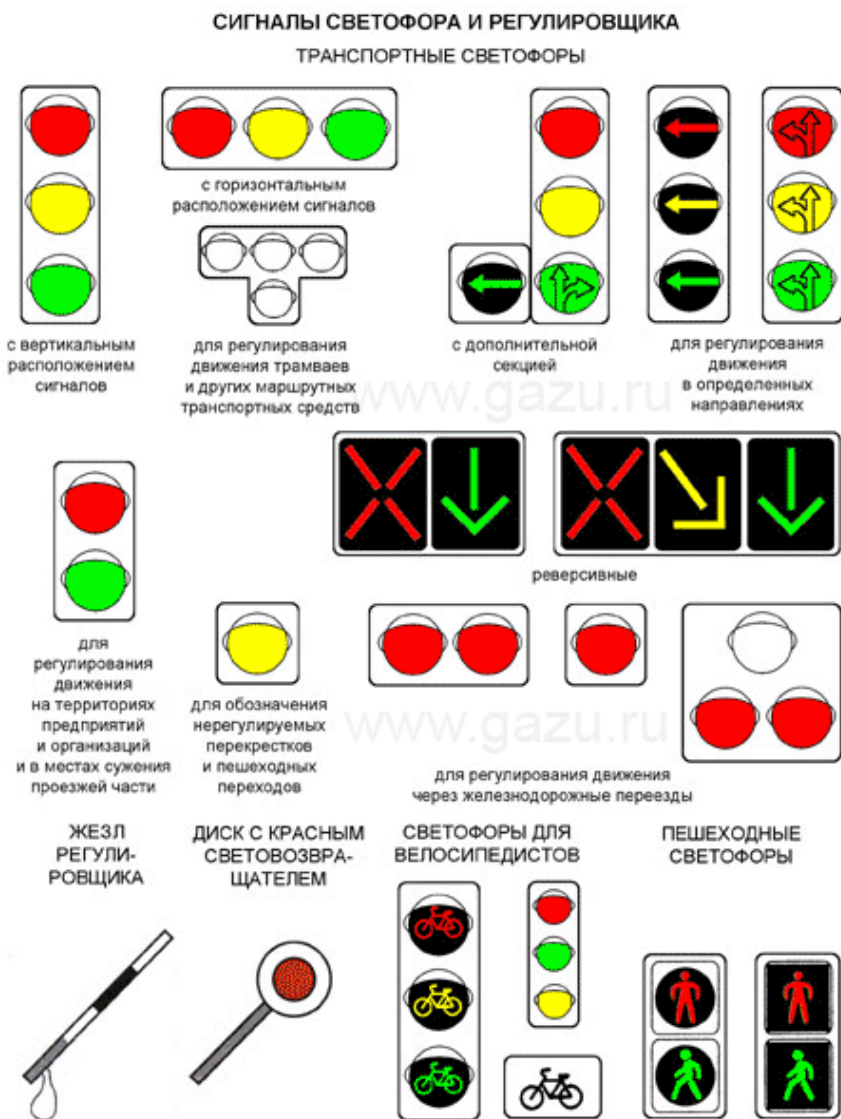 СИГНАЛЫ СВЕТОФОРА И РЕГУЛИРОВЩИКА
ТРАНСПОРТНЫЕ СВЕТОФОРЫ
с вертикальным
расположением
сигналов
с горизонтальным
расположением сигналов
для регулирования
движения трамваев
и других маршрутных
транспортных средств
с дополнительной
секцией
для регулирования
движения
в определенных
направлениях
www.gazu.ru
реверсивные
для
регулирования
движения
на территориях
предприятий
и организаций
и в местах сужения
проезжей части
для обозначения
нерегулируемых
перекрестков
и пешеходных
переходов
www.gazu.ru
для регулирования движения
через железнодорожные переезды
ЖЕЗЛ
РЕГУЛИ-
РОВЩИКА
ДИСК С КРАСНЫМ
СВЕТОВОЗВРА-
ЩАТЕЛЕМ
СВЕТОФОРЫ ДЛЯ
ВЕЛОСИПЕДИСТОВ
ПЕШЕХОДНЫЕ
СВЕТОФОРЫ